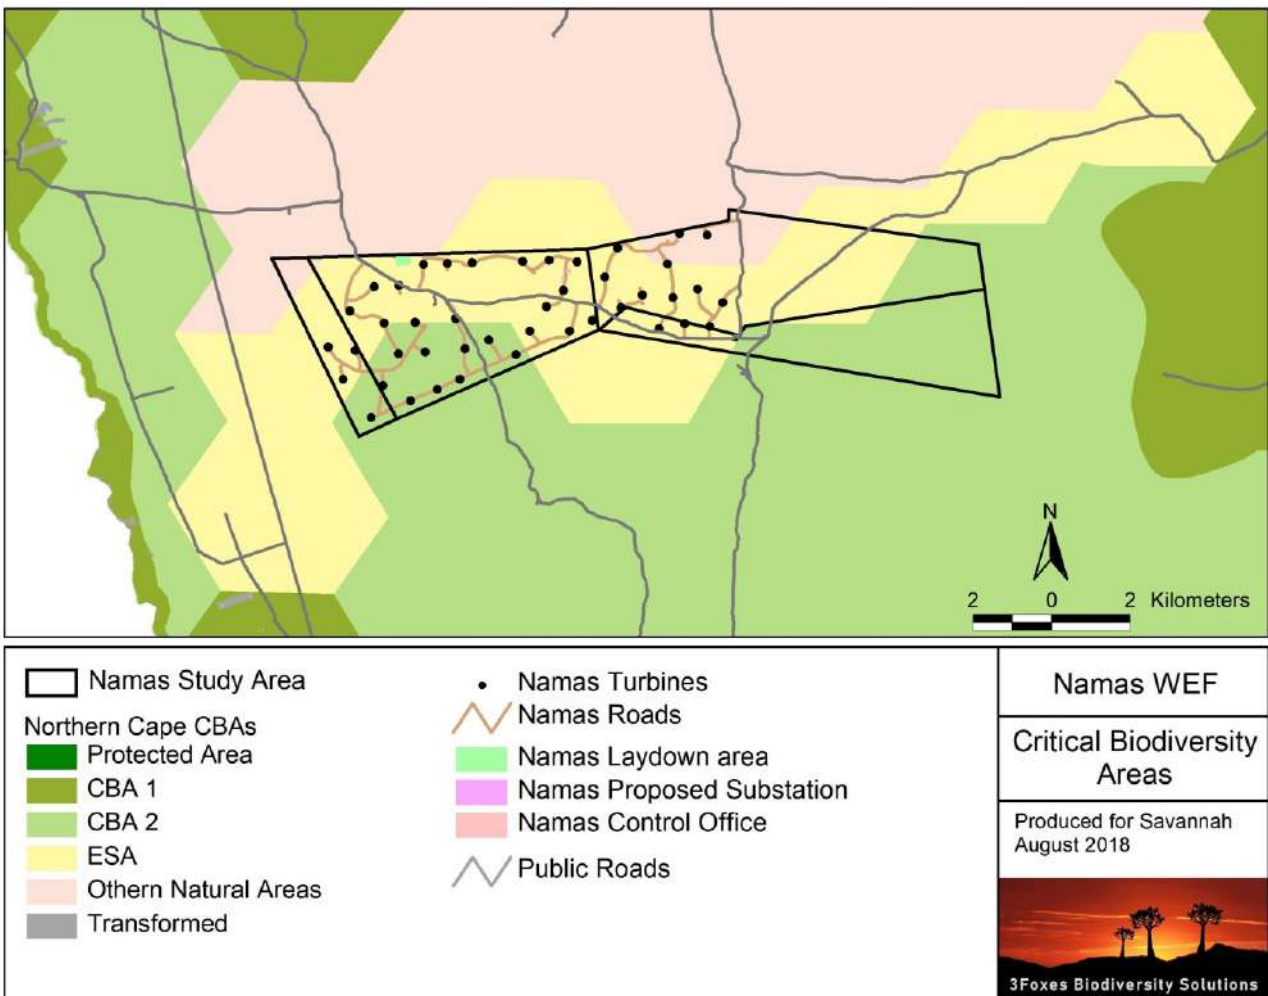 N
2 0 2 Kilometers
Namas Study Area
Northern Cape CBAs
Protected Area
CBA 1
CBA 2
ESA
Othern Natural Areas
Transformed
Namas Turbines
Namas Roads
Namas Laydown area
Namas Proposed Substation
Namas Control Office
Public Roads
Namas WEF
Critical Biodiversity
Areas
Produced for Savannah
August 2018
3Foxes Biodiversity Solutions